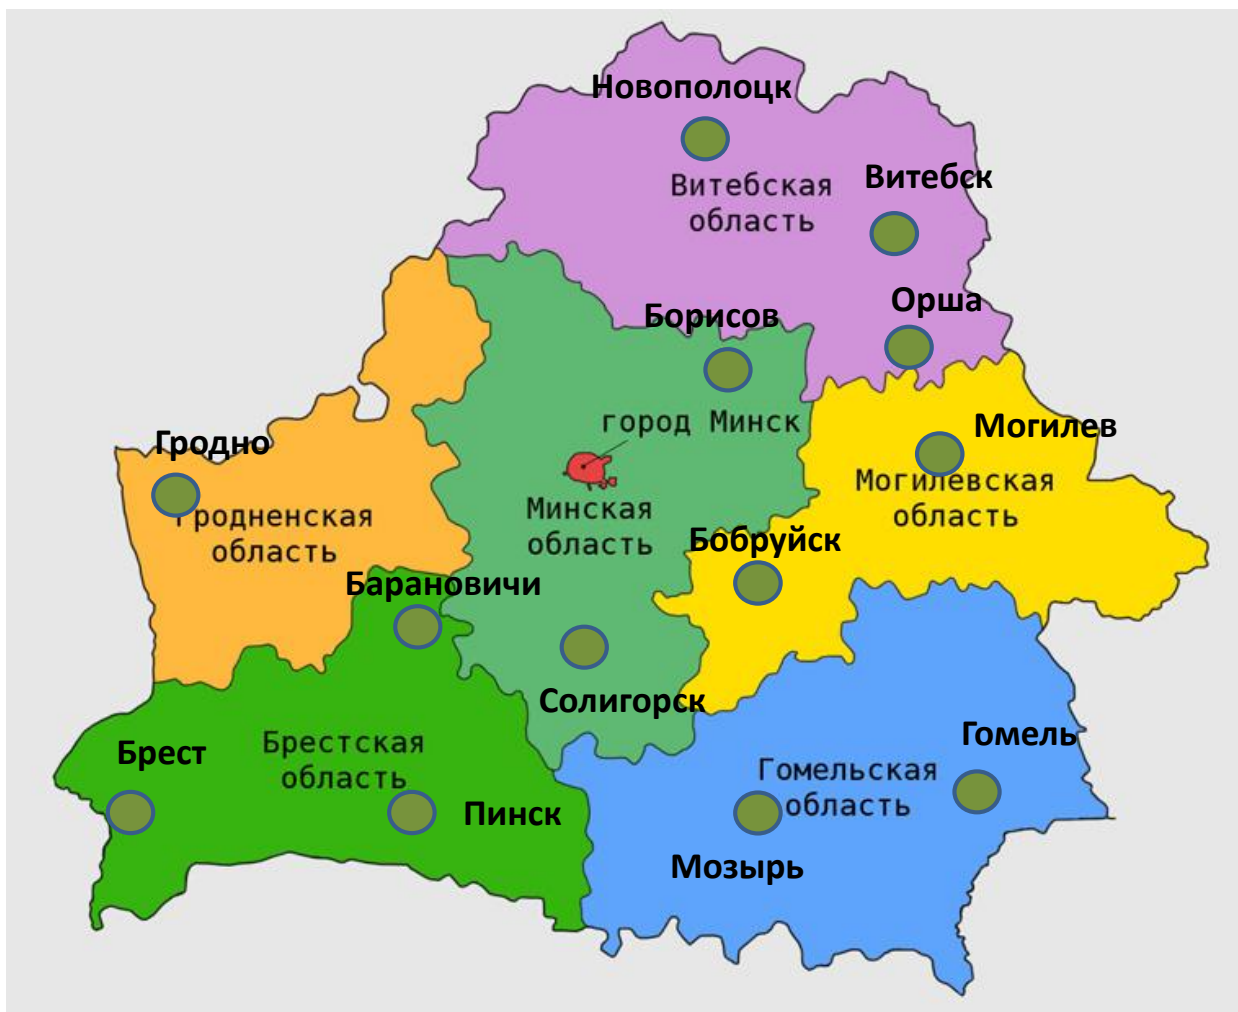 Новополоцк
Витебск
Витебская
область
Орша
Борисов
город Минск
Могилев
Гродно
Могилевская
область
Минская
область
Гродненская
область
Бобруйск
Барановичи
Солигорск
Брест
Брестская
область
Гомель
Гомельская
область
Пинск
Мозырь